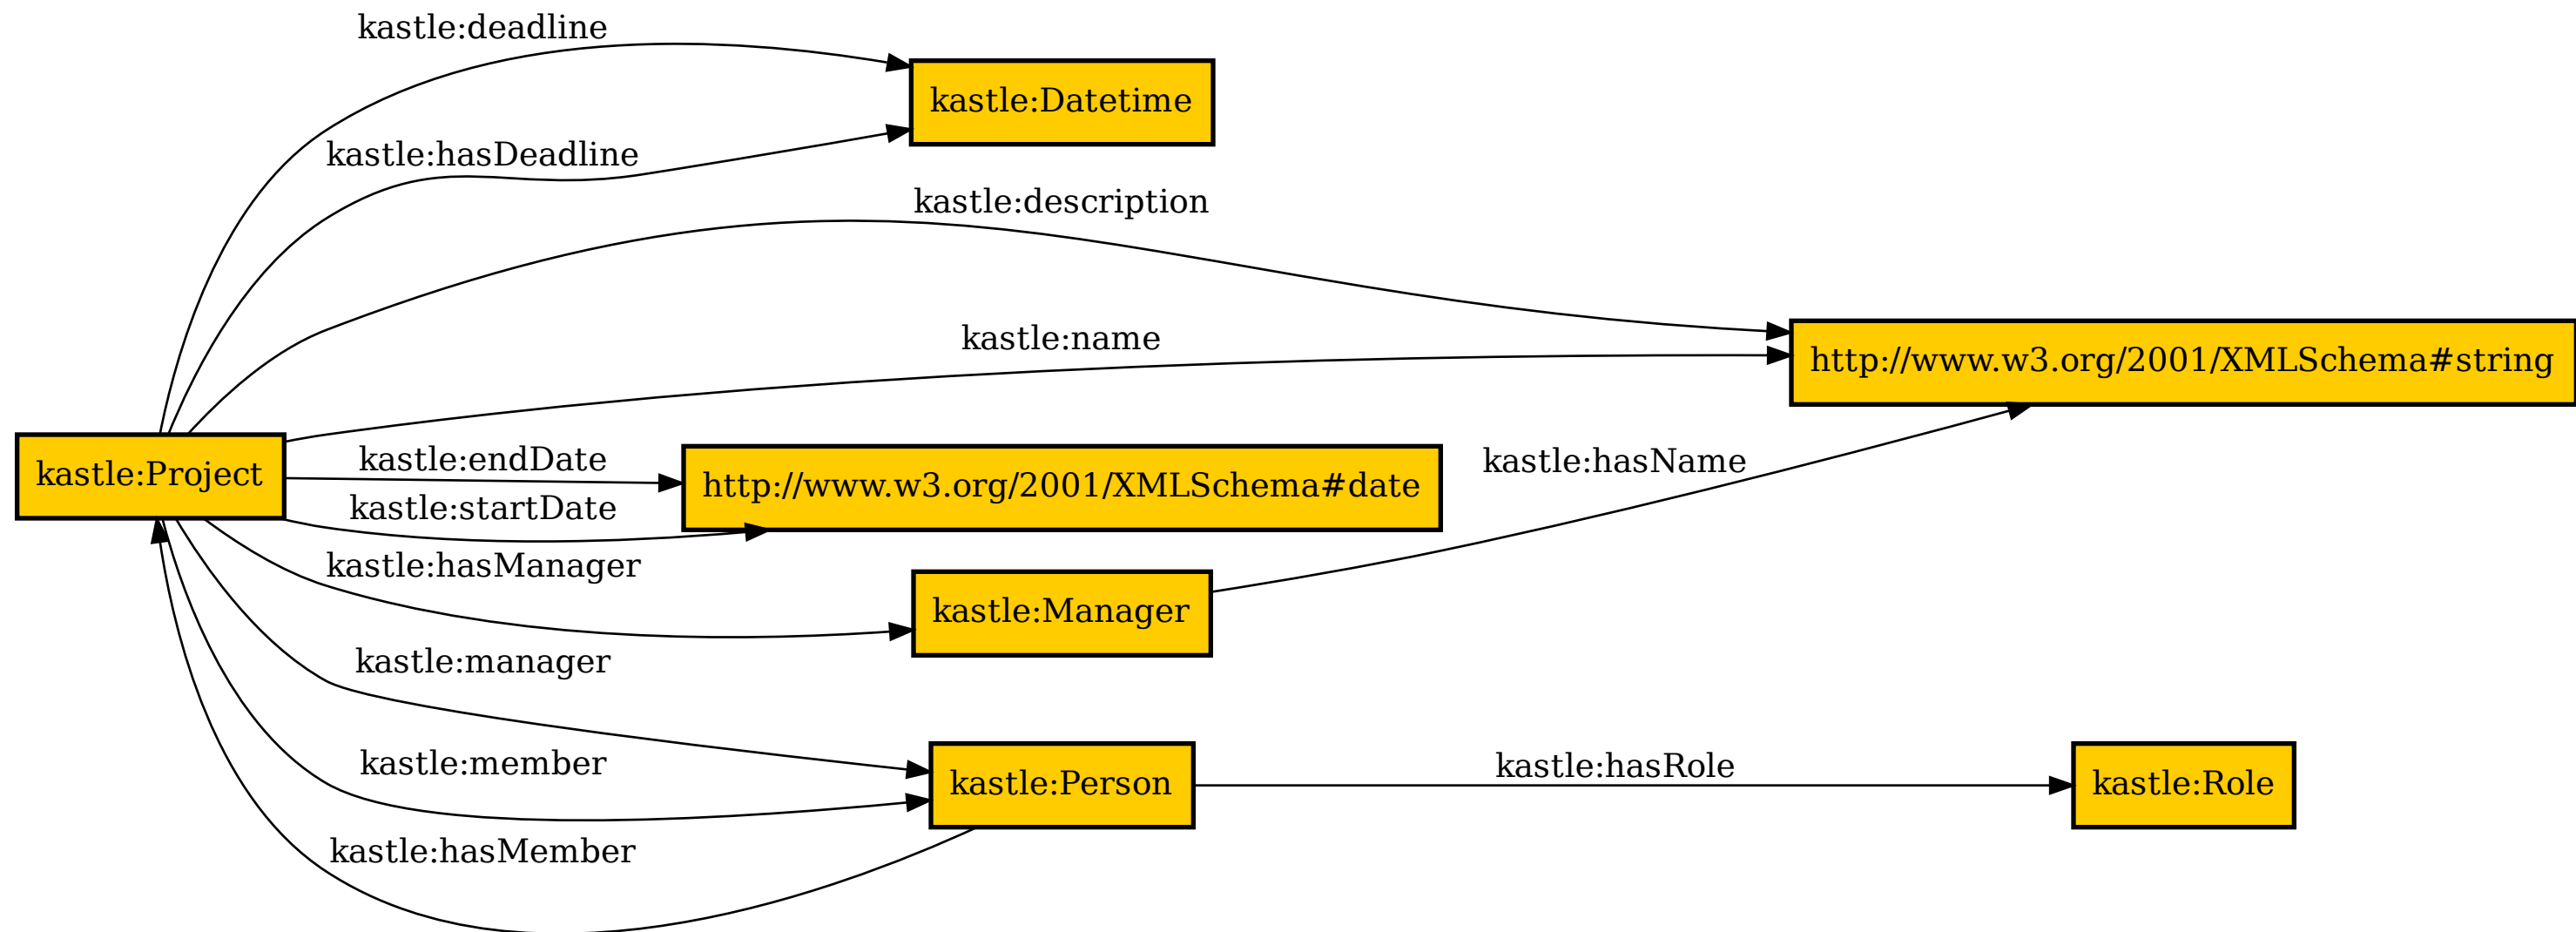 kastle:deadline
kastle:Datetime
kastle:hasDeadline
kastle:description
kastle:name
http://www.w3.org/2001/XMLSchema#string
kastle:Project
kastle:endDate
http://www.w3.org/2001/XMLSchema#date
kastle:hasName
kastle:startDate
kastle:hasManager
kastle:Manager
kastle:manager
kastle:member
kastle:Person
kastle:hasRole
kastle:Role
kastle:hasMember